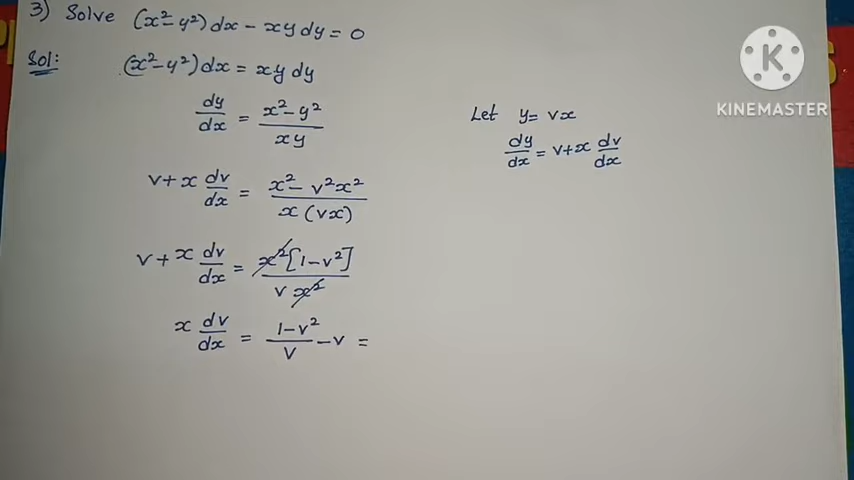 3) Solve (x²-y²)dx - xy dy = 0
Sol: (x²-y²)dx = xy dy
dy/dx = x²-y²/xy
v+x dv/dx = x²-v²x²/x(vx)
v+x dv/dx = x²[1-v²]/v x²
x dv/dx = 1-v²/v -v =
Let y= vx
dy/dx = v+x dv/dx
K
KINEMASTER